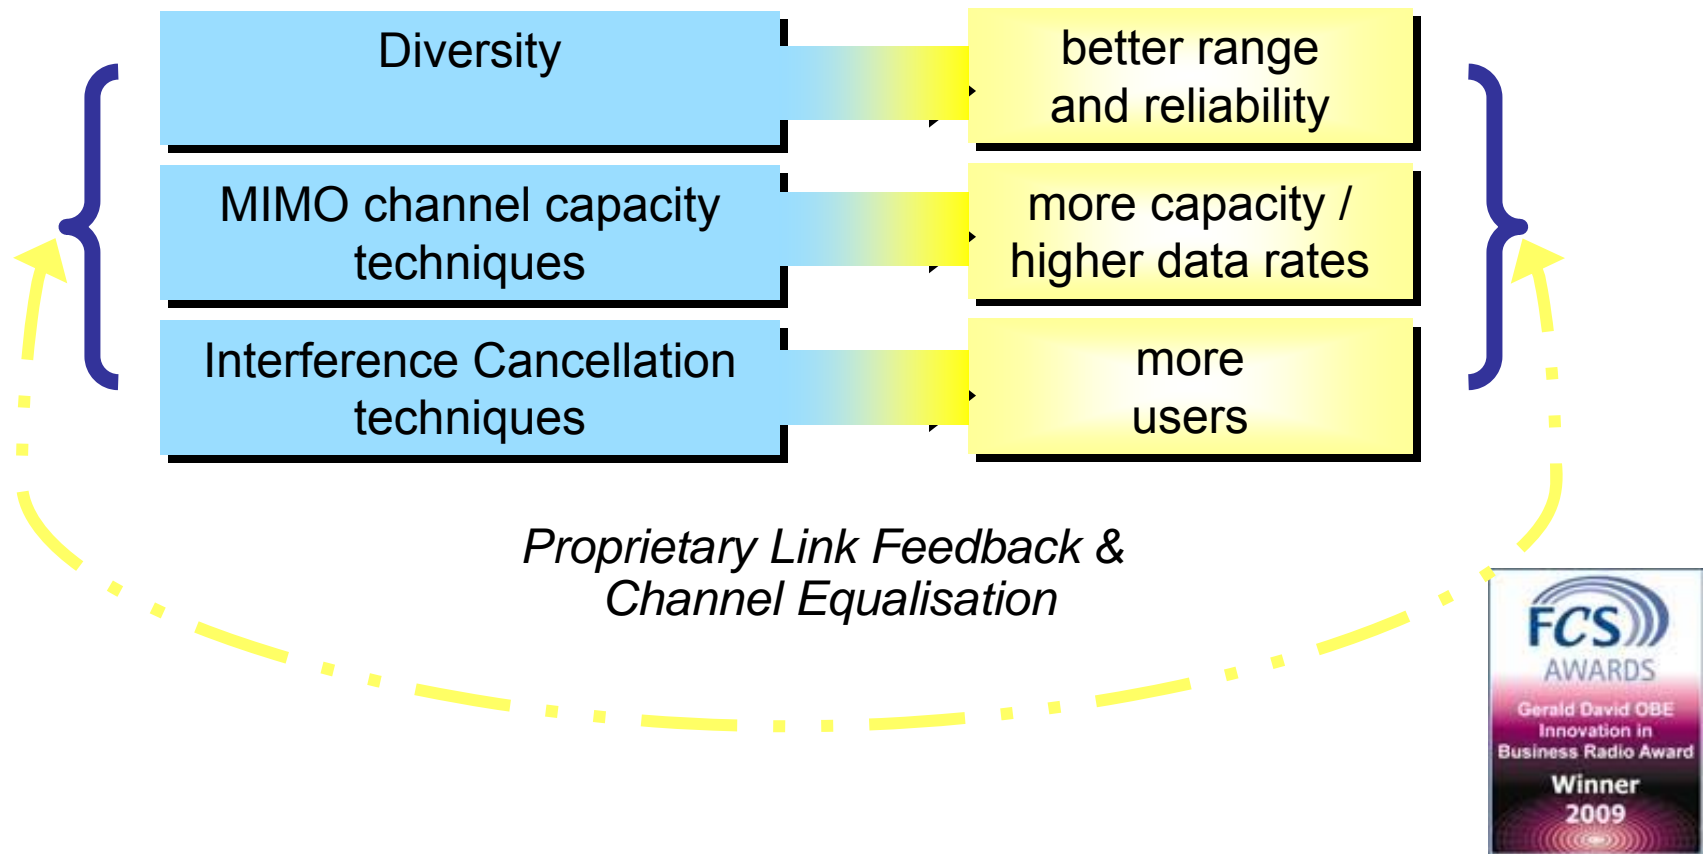 Diversity
better range
and reliability
MIMO channel capacity
techniques
more capacity /
higher data rates
Interference Cancellation
techniques
more
users
Proprietary Link Feedback &
Channel Equalisation
FCS
AWARDS
Gerald David OBE
Innovation in
Business Radio Award
Winner
2009